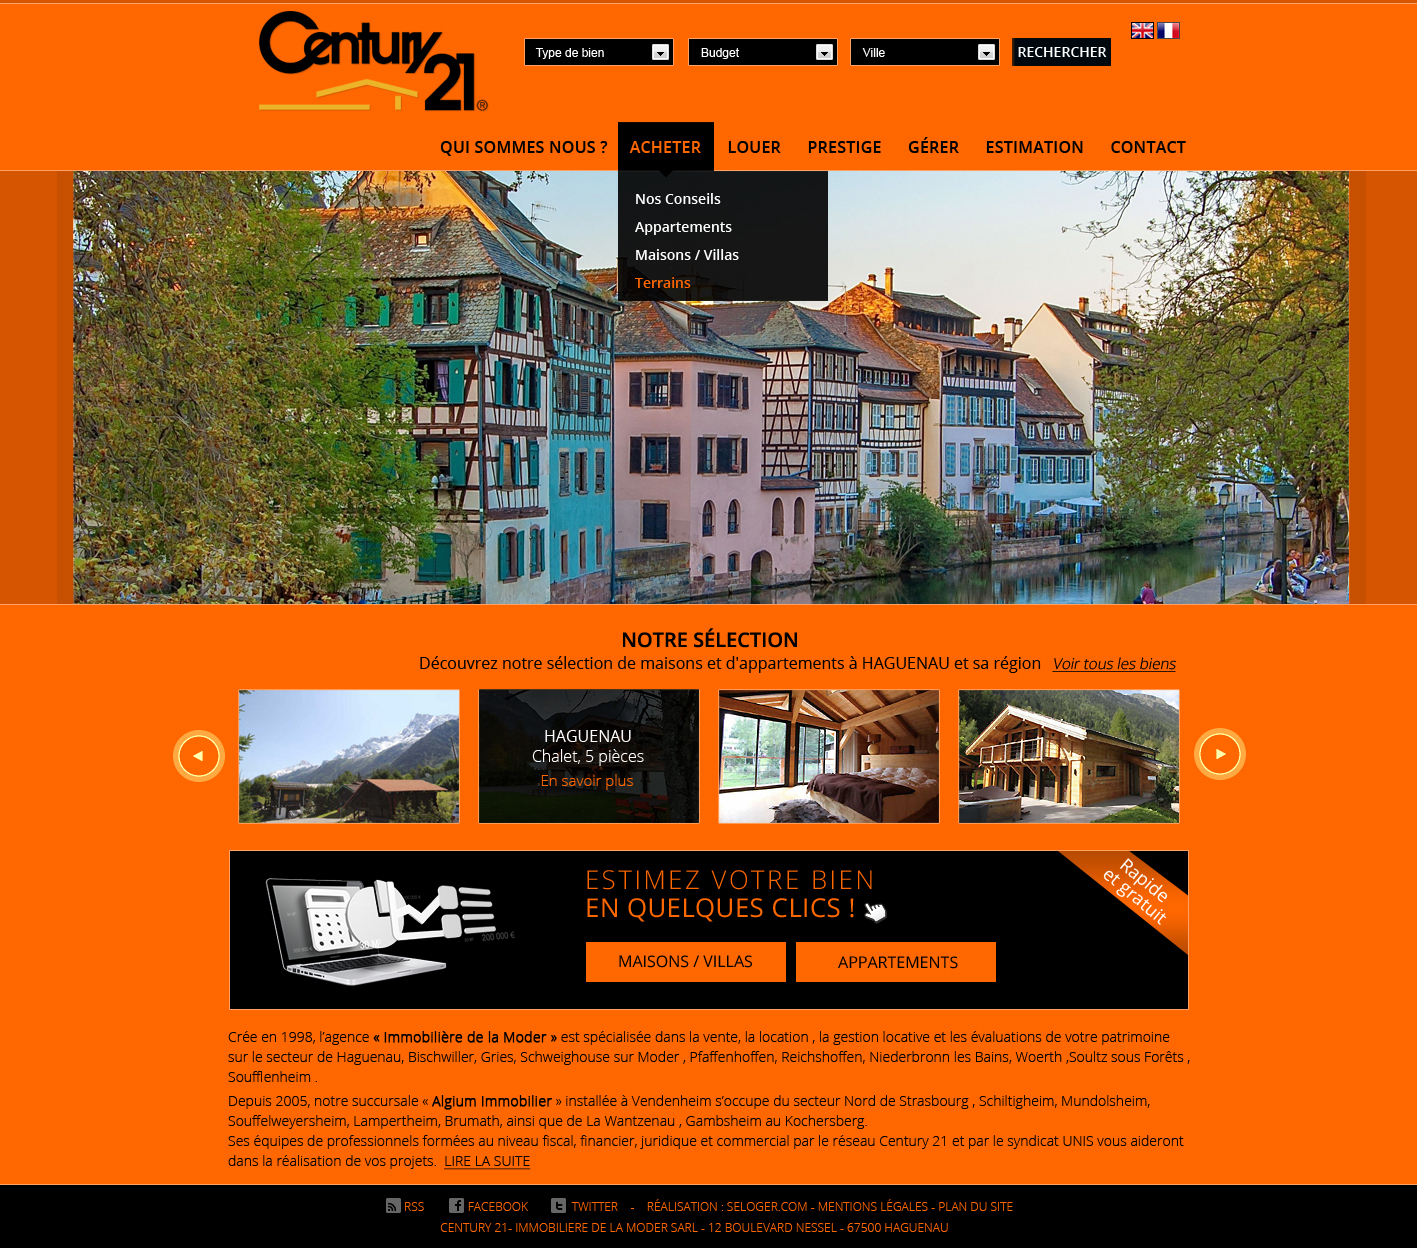 Century
21®
Type de bien
Budget
Ville
RECHERCHER
QUI SOMMES NOUS ?
ACHETER
LOUER
PRESTIGE
GÉRER
ESTIMATION
CONTACT
Nos Conseils
Appartements
Maisons / Villas
Terrains
NOTRE SÉLECTION
Découvrez notre sélection de maisons et d'appartements à HAGUENAU et sa région Voir tous les biens
HAGUENAU
Chalet, 5 pièces
En savoir plus
ESTIMEZ VOTRE BIEN
EN QUELQUES CLICS !
Rapide
et gratuit
200 000 €
MAISONS / VILLAS
APPARTEMENTS
Crée en 1998, l'agence « Immobilière de la Moder » est spécialisée dans la vente, la location , la gestion locative et les évaluations de votre patrimoine
sur le secteur de Haguenau, Bischwiller, Gries, Schweighouse sur Moder , Pfaffenhoffen, Reichshoffen, Niederbronn les Bains, Woerth ,Soultz sous Forêts ,
Soufflenheim .
Depuis 2005, notre succursale « Algium Immobilier » installée à Vendenheim s'occupe du secteur Nord de Strasbourg , Schiltigheim, Mundolsheim,
Souffelweyersheim, Lampertheim, Brumath, ainsi que de La Wantzenau , Gambsheim au Kochersberg.
Ses équipes de professionnels formées au niveau fiscal, financier, juridique et commercial par le réseau Century 21 et par le syndicat UNIS vous aideront
dans la réalisation de vos projets. LIRE LA SUITE
RSS FACEBOOK TWITTER - RÉALISATION : SELOGER.COM - MENTIONS LÉGALES - PLAN DU SITE
CENTURY 21- IMMOBILIERE DE LA MODER SARL - 12 BOULEVARD NESSEL - 67500 HAGUENAU